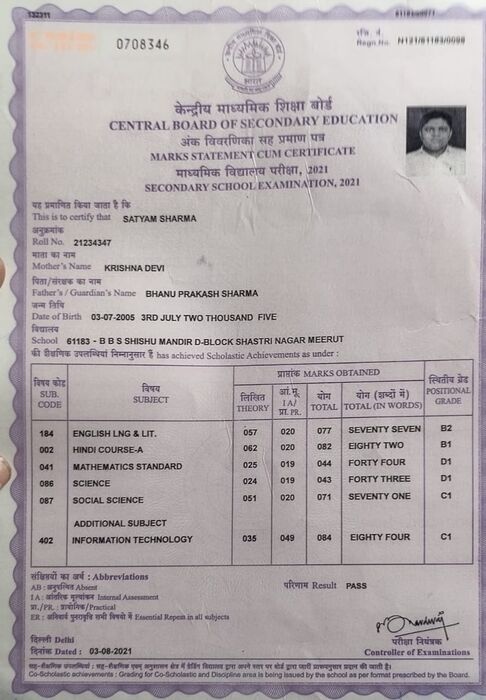 132311
0708346
रजि. नं.
Regn.No. N121/61183/0098
भारत
केन्द्रीय माध्यमिक शिक्षा बोर्ड
CENTRAL BOARD OF SECONDARY EDUCATION
अंक विवरणिका सह प्रमाण पत्र
MARKS STATEMENT CUM CERTIFICATE
माध्यमिक विद्यालय परीक्षा, 2021
SECONDARY SCHOOL EXAMINATION, 2021
यह प्रमाणित किया जाता है कि
This is to certify that SATYAM SHARMA
अनुक्रमांक
Roll No. 21234347
माता का नाम
Mother's Name KRISHNA DEVI
पिता/संरक्षक का नाम
Father's / Guardian's Name BHANU PRAKASH SHARMA
जन्म तिथि
Date of Birth 03-07-2005 3RD JULY TWO THOUSAND FIVE
विद्यालय
School 61183 - B B S SHISHU MANDIR D-BLOCK SHASTRI NAGAR MEERUT
की शैक्षणिक उपलब्धियां निम्नानुसार हैं has achieved Scholastic Achievements as under :
विषय कोड SUB. CODE विषय SUBJECT प्राप्तांक MARKS OBTAINED स्थितीय ग्रेड POSITIONAL GRADE
लिखित THEORY आं.मू. I A/ प्रा. PR. योग TOTAL योग (शब्दों में) TOTAL (IN WORDS)
184 ENGLISH LNG & LIT. 057 020 077 SEVENTY SEVEN B2
002 HINDI COURSE-A 062 020 082 EIGHTY TWO B1
041 MATHEMATICS STANDARD 025 019 044 FORTY FOUR D1
086 SCIENCE 024 019 043 FORTY THREE D1
087 SOCIAL SCIENCE 051 020 071 SEVENTY ONE C1
ADDITIONAL SUBJECT
402 INFORMATION TECHNOLOGY 035 049 084 EIGHTY FOUR C1
संक्षिप्तियों का अर्थ : Abbreviations
AB : अनुपस्थित Absent
परिणाम Result PASS
I A : आंतरिक मूल्यांकन Internal Assessment
प्रा./PR. : प्रायोगिक/Practical
ER : अनिवार्य पुनरावृत्ति सभी विषयों में Essential Repeat in all subjects
दिल्ली Delhi
परीक्षा नियंत्रक
दिनांक Dated : 03-08-2021
Controller of Examinations
Co-Scholastic achievements : Grading for Co-Scholastic and Discipline area is being issued by the school as per format prescribed by the Board.